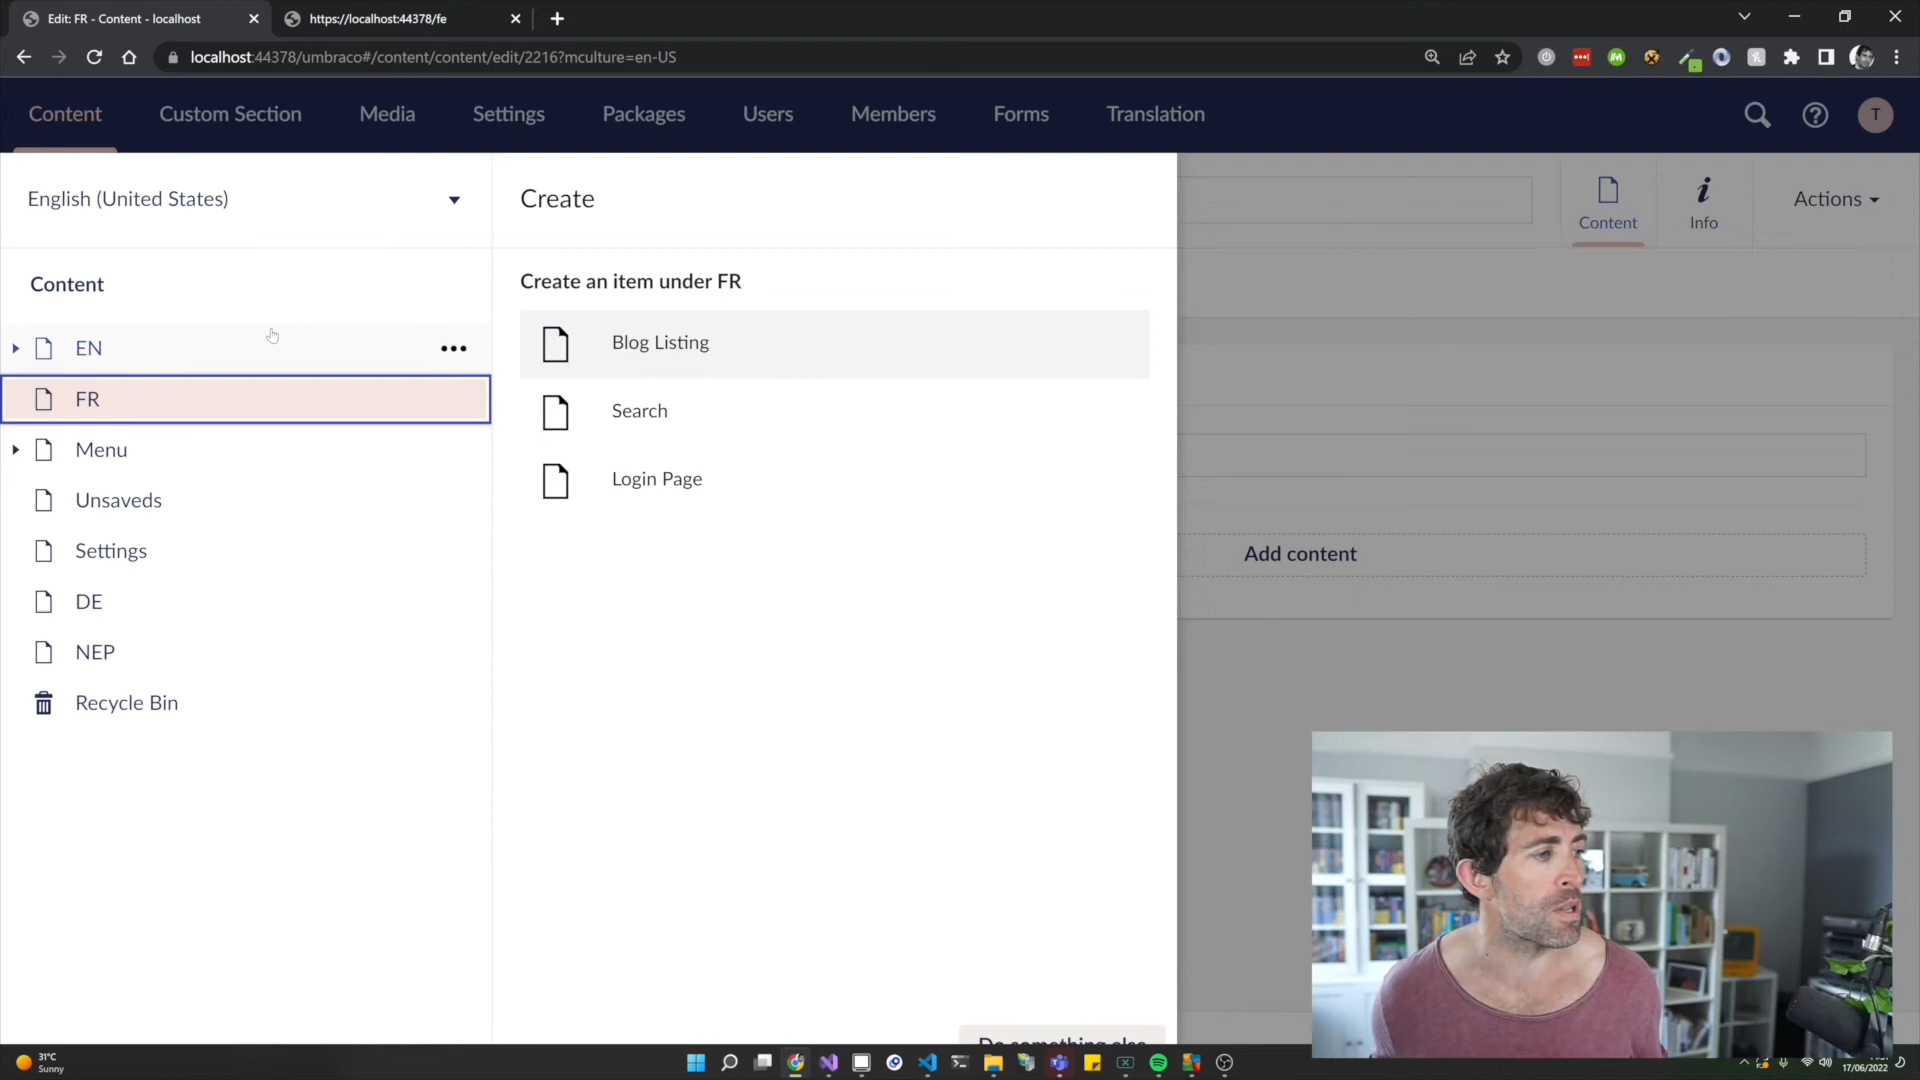 Edit: FR - Content - localhost
https://localhost:44378/fe
localhost:44378/umbraco#/content/content/edit/2216?mculture=en-US
Content
Custom Section
Media
Settings
Packages
Users
Members
Forms
Translation
T
English (United States)
Create
Content
Info
Actions
Content
Create an item under FR
EN
Blog Listing
FR
Search
Menu
Login Page
Unsaveds
Settings
Add content
DE
NEP
Recycle Bin
Do something else
31°C
Sunny
17/06/2022